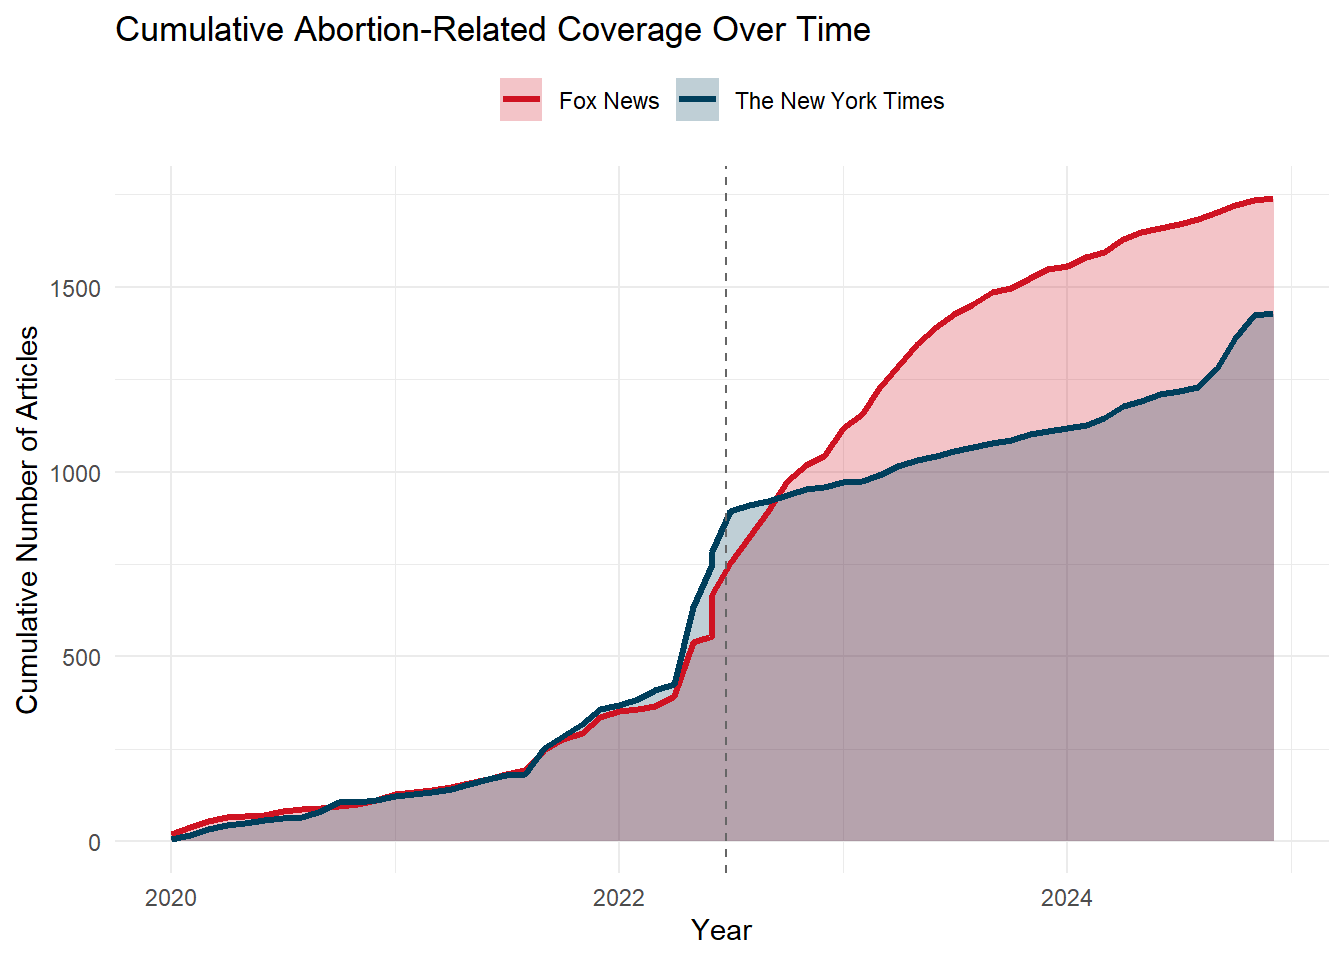 Cumulative Abortion-Related Coverage Over Time
Fox News
The New York Times
Cumulative Number of Articles
1500
1000
500
0
2020
2022
2024
Year